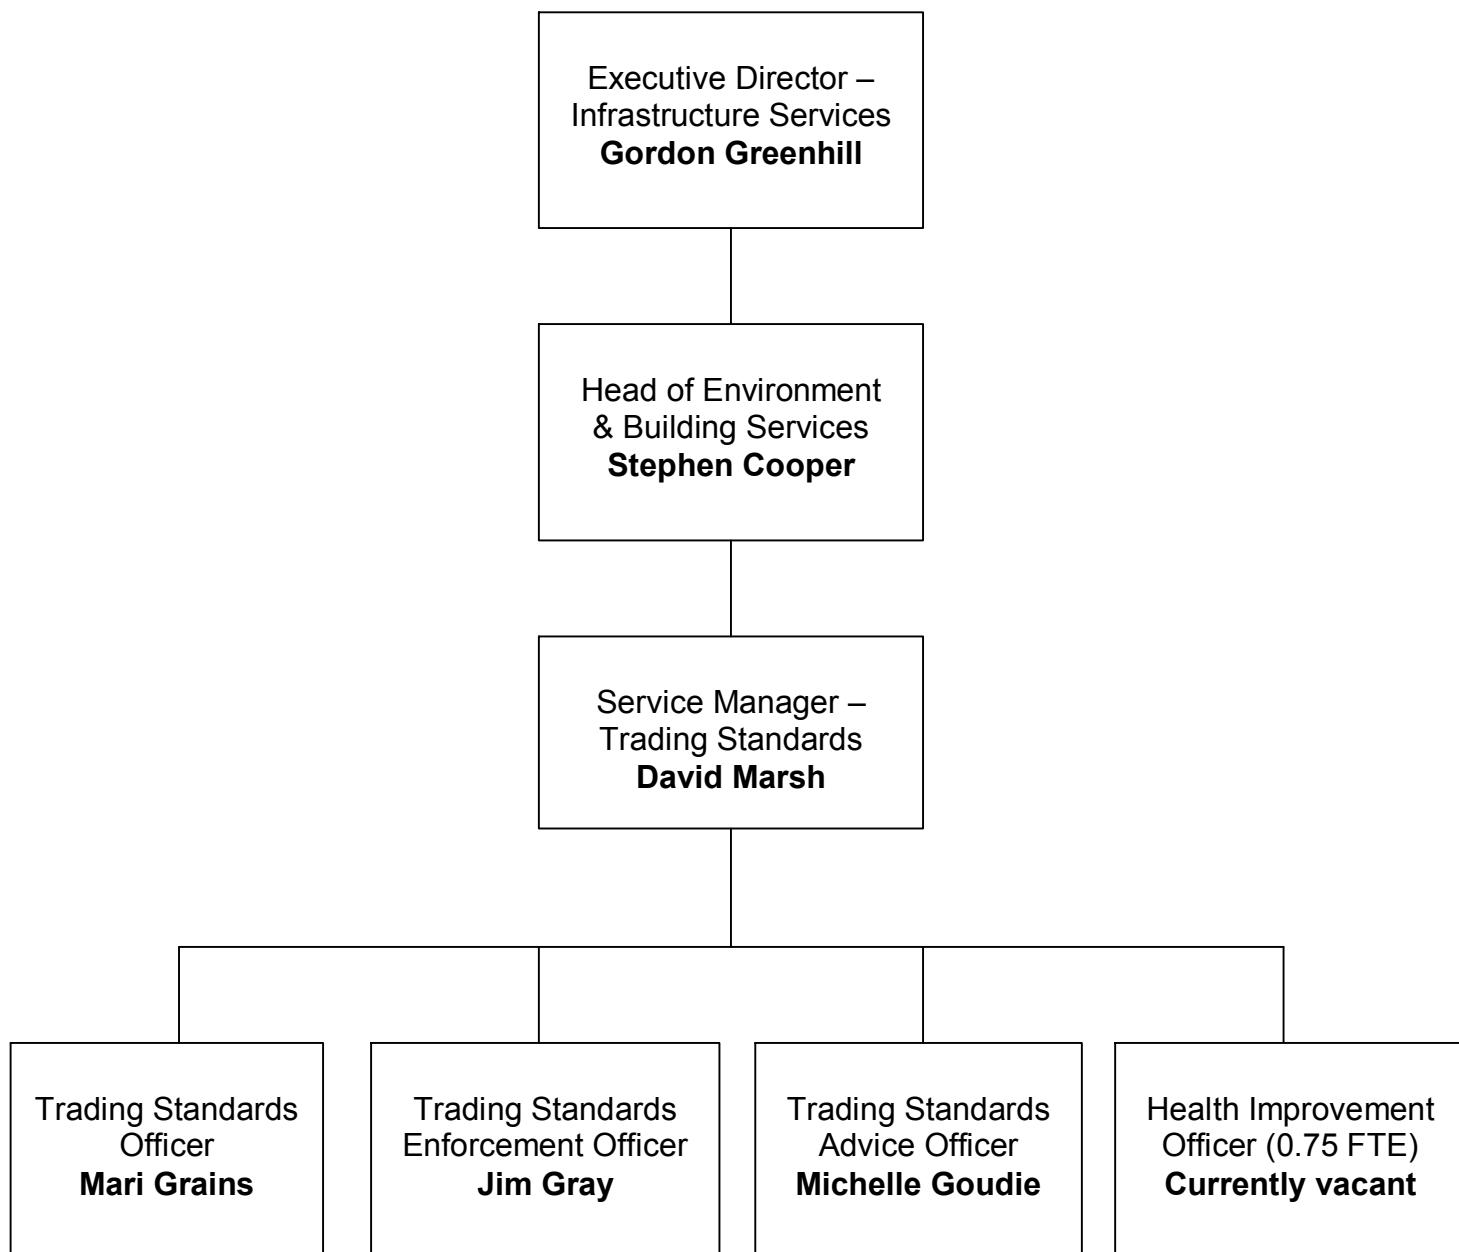 Executive Director –
Infrastructure Services
Gordon Greenhill
Head of Environment
& Building Services
Stephen Cooper
Service Manager –
Trading Standards
David Marsh
Trading Standards
Officer
Mari Grains
Trading Standards
Enforcement Officer
Jim Gray
Trading Standards
Advice Officer
Michelle Goudie
Health Improvement
Officer (0.75 FTE)
Currently vacant